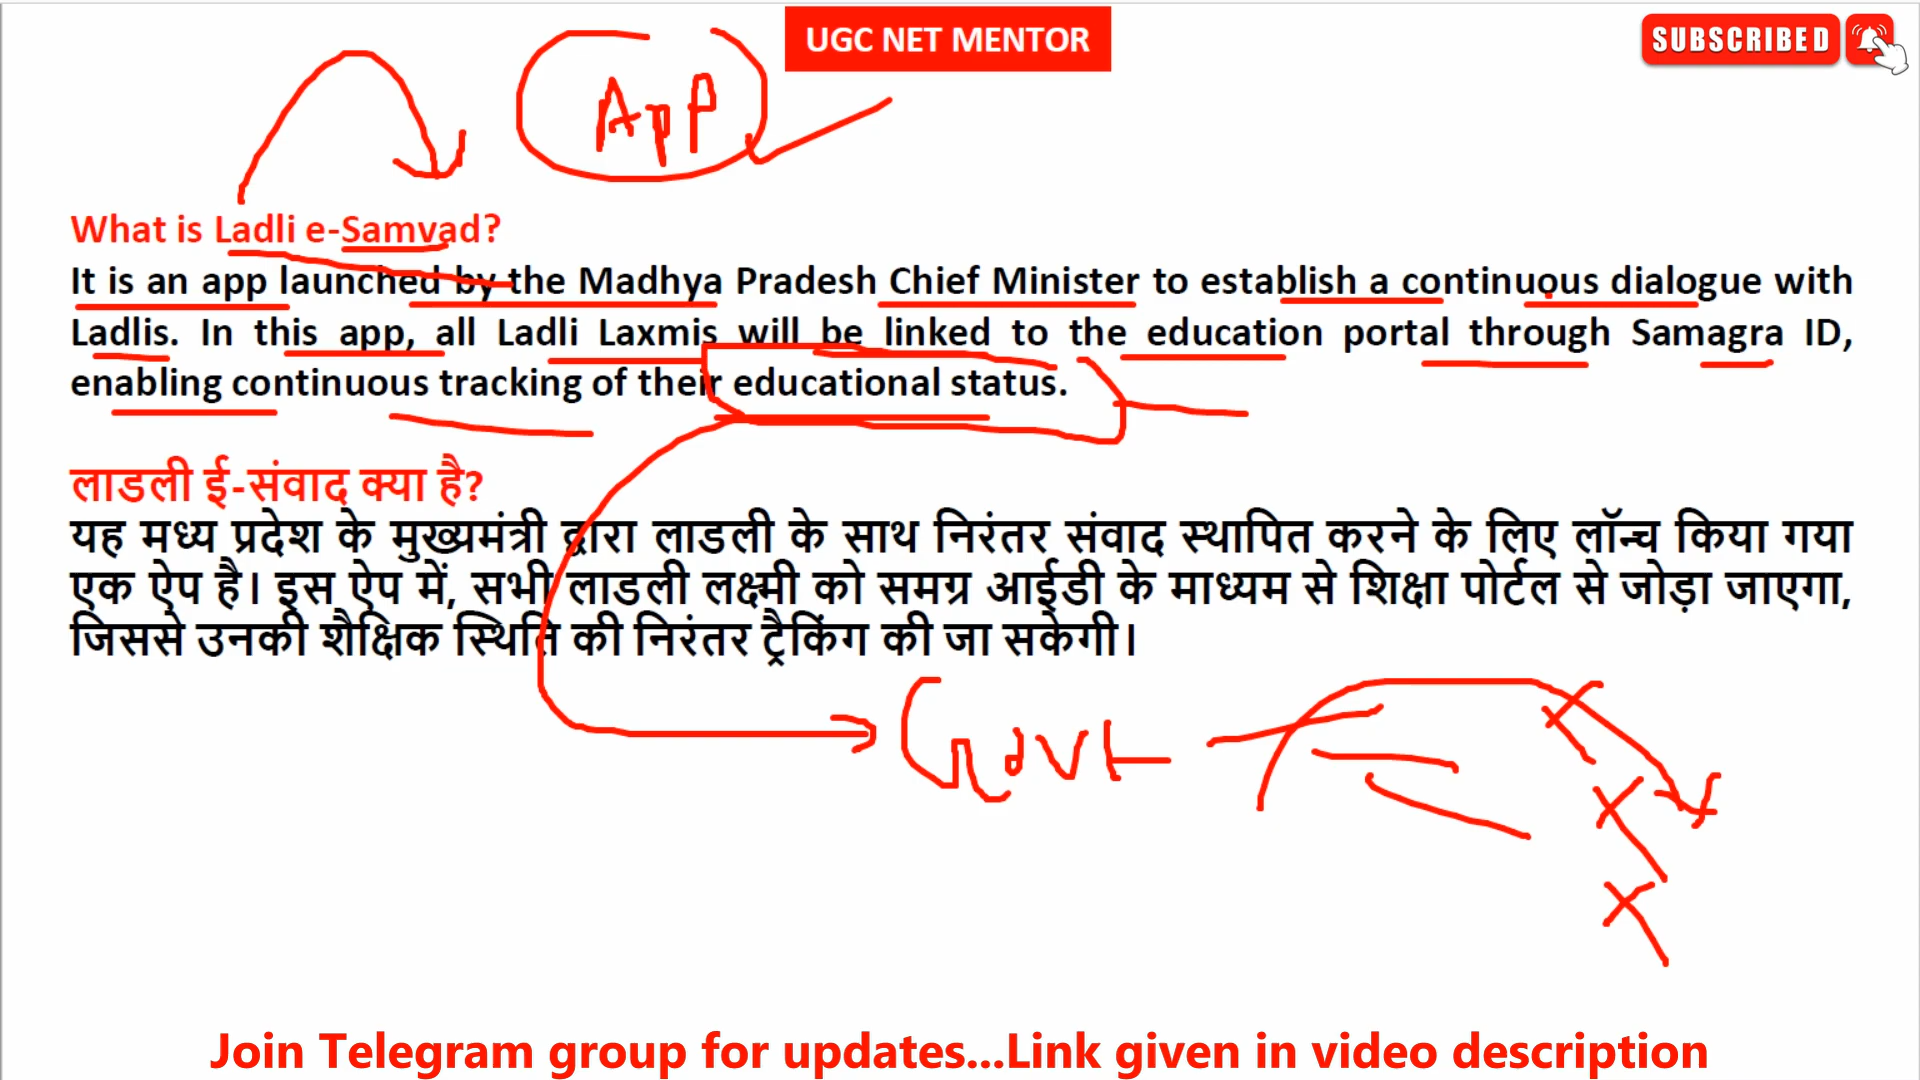 UGC NET MENTOR
SUBSCRIBED
App
What is Ladli e-Samvad?
It is an app launched by the Madhya Pradesh Chief Minister to establish a continuous dialogue with
Ladlis. In this app, all Ladli Laxmis will be linked to the education portal through Samagra ID,
enabling continuous tracking of their educational status.
लाडली ई-संवाद क्या है?
यह मध्य प्रदेश के मुख्यमंत्री द्वारा लाडली के साथ निरंतर संवाद स्थापित करने के लिए लॉन्च किया गया
एक ऐप है। इस ऐप में, सभी लाडली लक्ष्मी को समग्र आईडी के माध्यम से शिक्षा पोर्टल से जोड़ा जाएगा,
जिससे उनकी शैक्षिक स्थिति की निरंतर ट्रैकिंग की जा सकेगी।
Govt
Join Telegram group for updates...Link given in video description